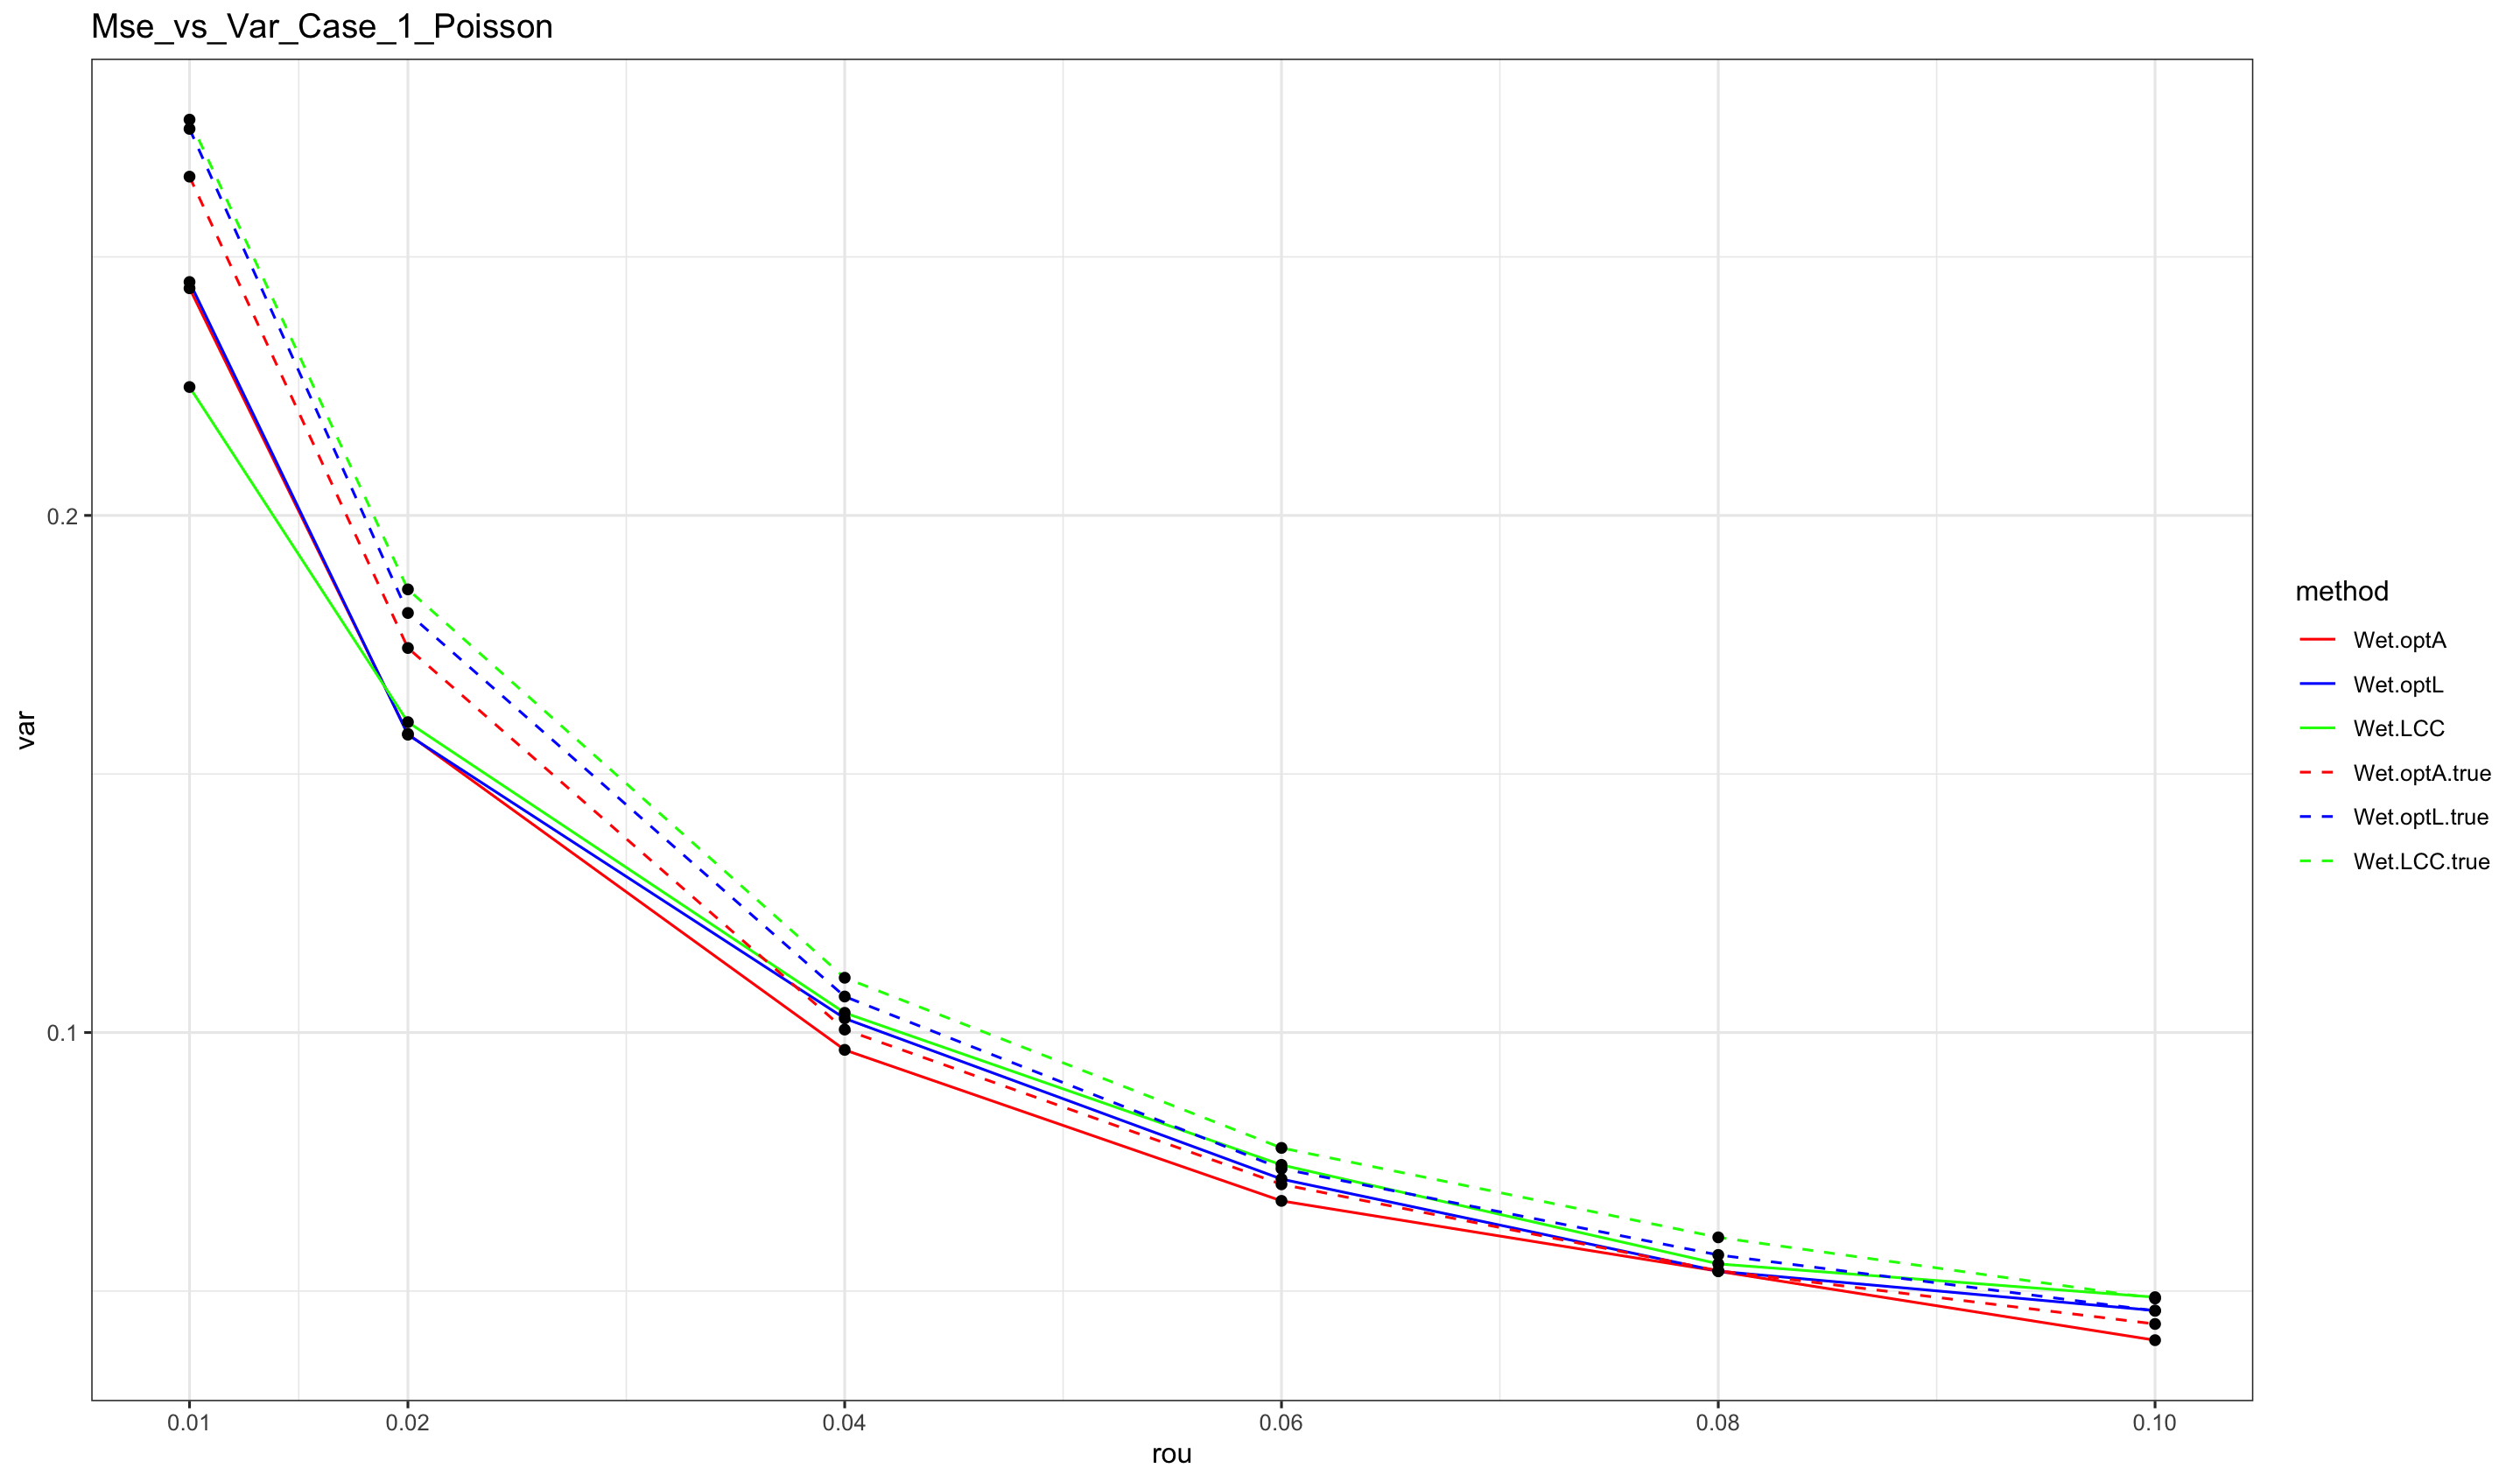 Mse_vs_Var_Case_1_Poisson
var
0.2
0.1
0.01 0.02 0.04 0.06 0.08 0.10
rou
method
Wet.optA
Wet.optL
Wet.LCC
Wet.optA.true
Wet.optL.true
Wet.LCC.true